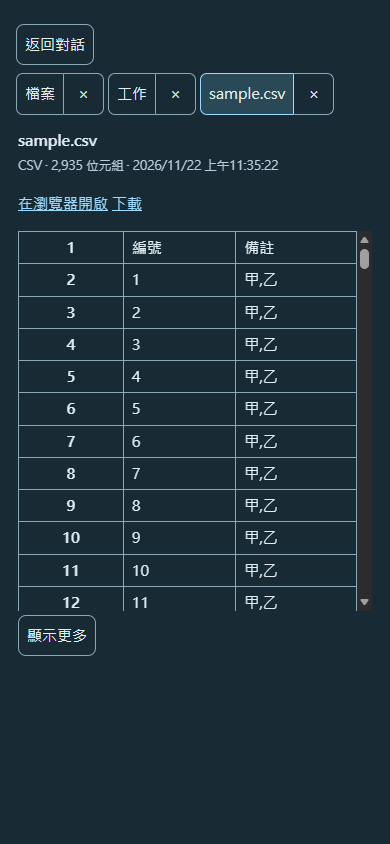 返回對話
檔案 × 工作 × sample.csv ×
sample.csv
CSV · 2,935 位元組 · 2026/11/22 上午11:35:22
在瀏覽器開啟 下載
1 編號 備註
2 1 甲,乙
3 2 甲,乙
4 3 甲,乙
5 4 甲,乙
6 5 甲,乙
7 6 甲,乙
8 7 甲,乙
9 8 甲,乙
10 9 甲,乙
11 10 甲,乙
12 11 甲,乙
顯示更多